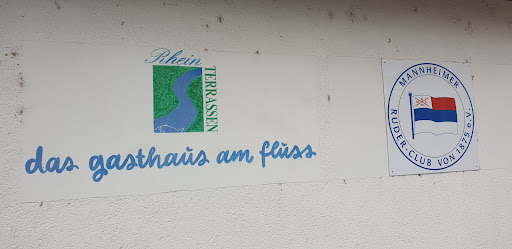 Rhein
TERRASSEN
das gasthaus am fluss
MANNHEIMER
RUDER-CLUB VON 1875 e.V.